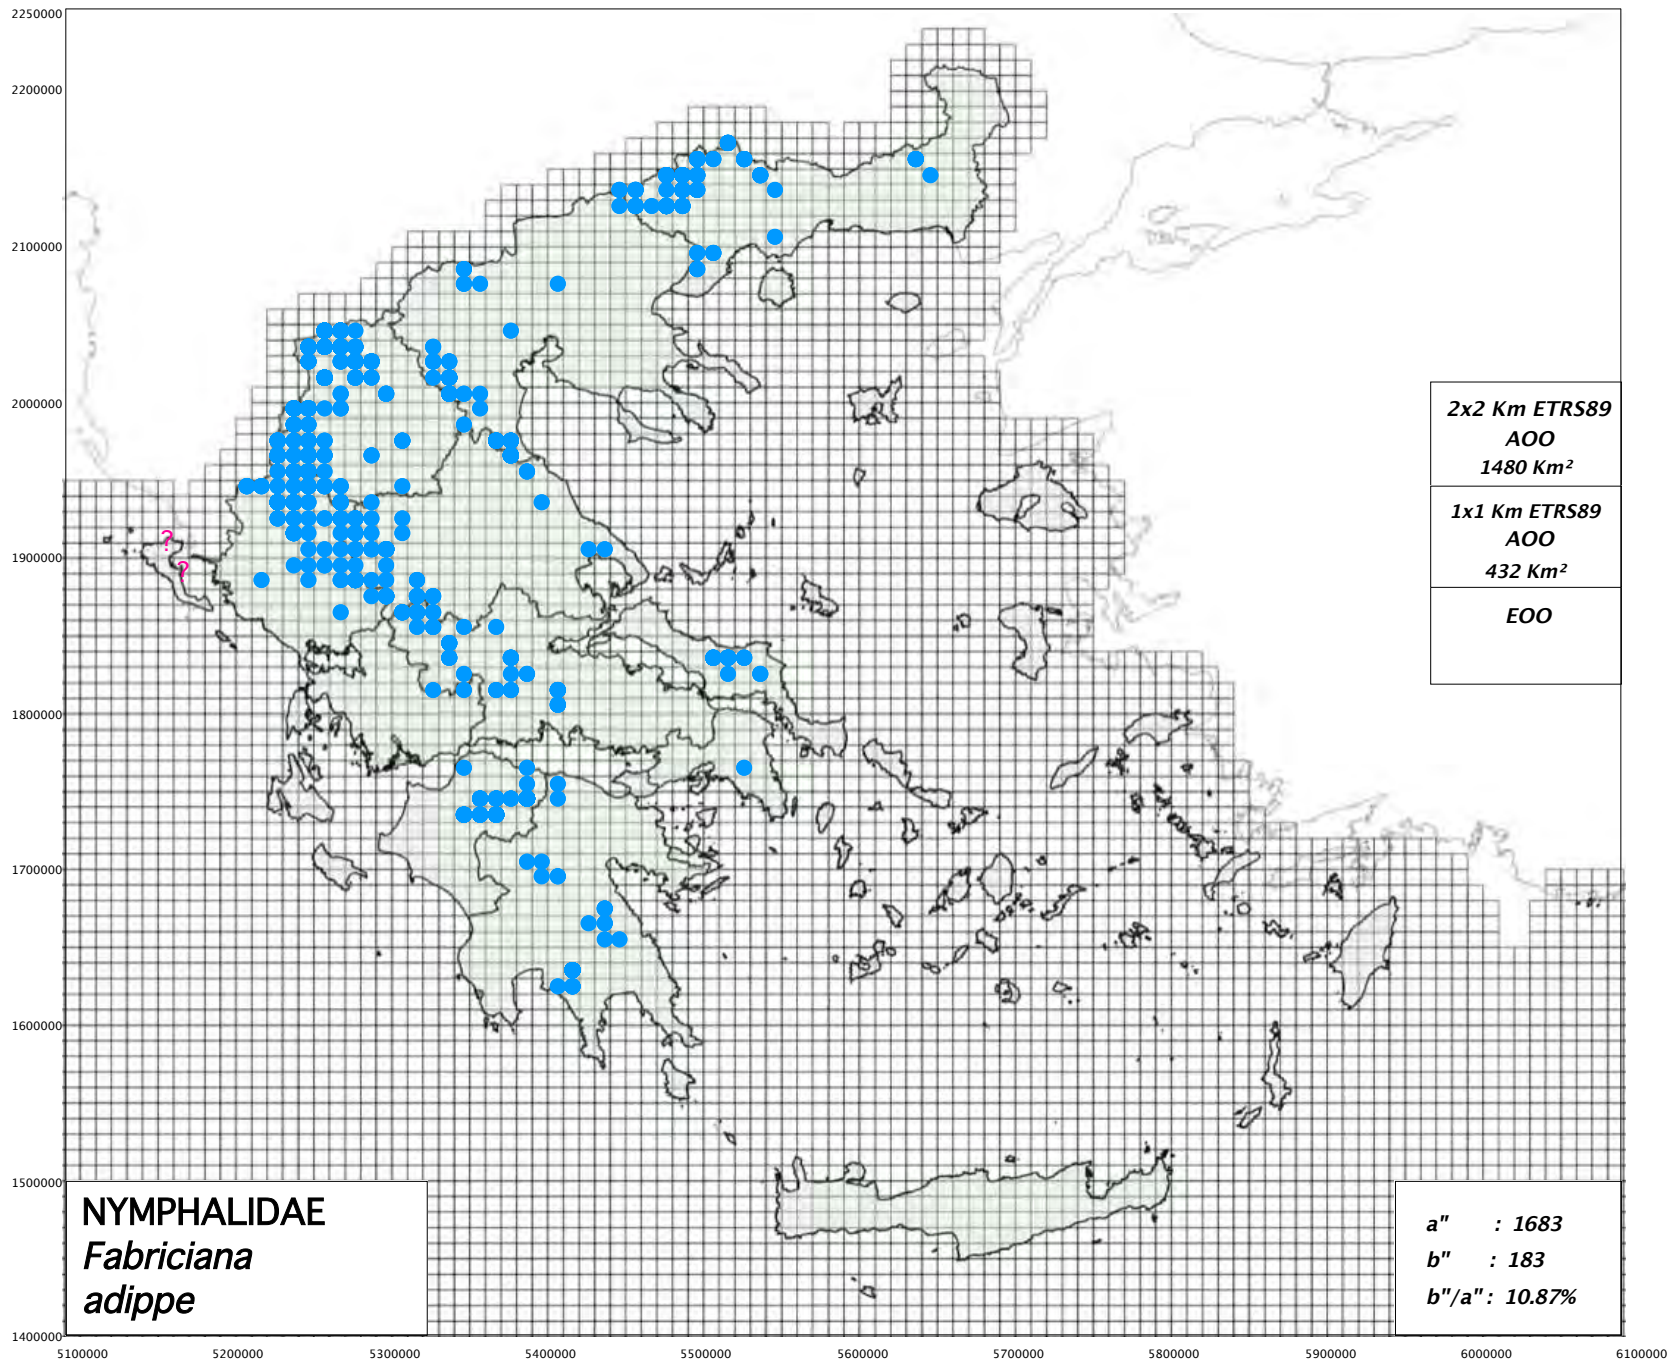 2250000
2200000
2100000
2000000
1900000
1800000
1700000
1600000
1500000
1400000
?
?
2x2 Km ETRS89
AOO
1480 Km²
1x1 Km ETRS89
AOO
432 Km²
EOO
NYMPHALIDAE
Fabriciana
adippe
a" : 1683
b" : 183
b"/a" : 10.87%
5100000 5200000 5300000 5400000 5500000 5600000 5700000 5800000 5900000 6000000 6100000